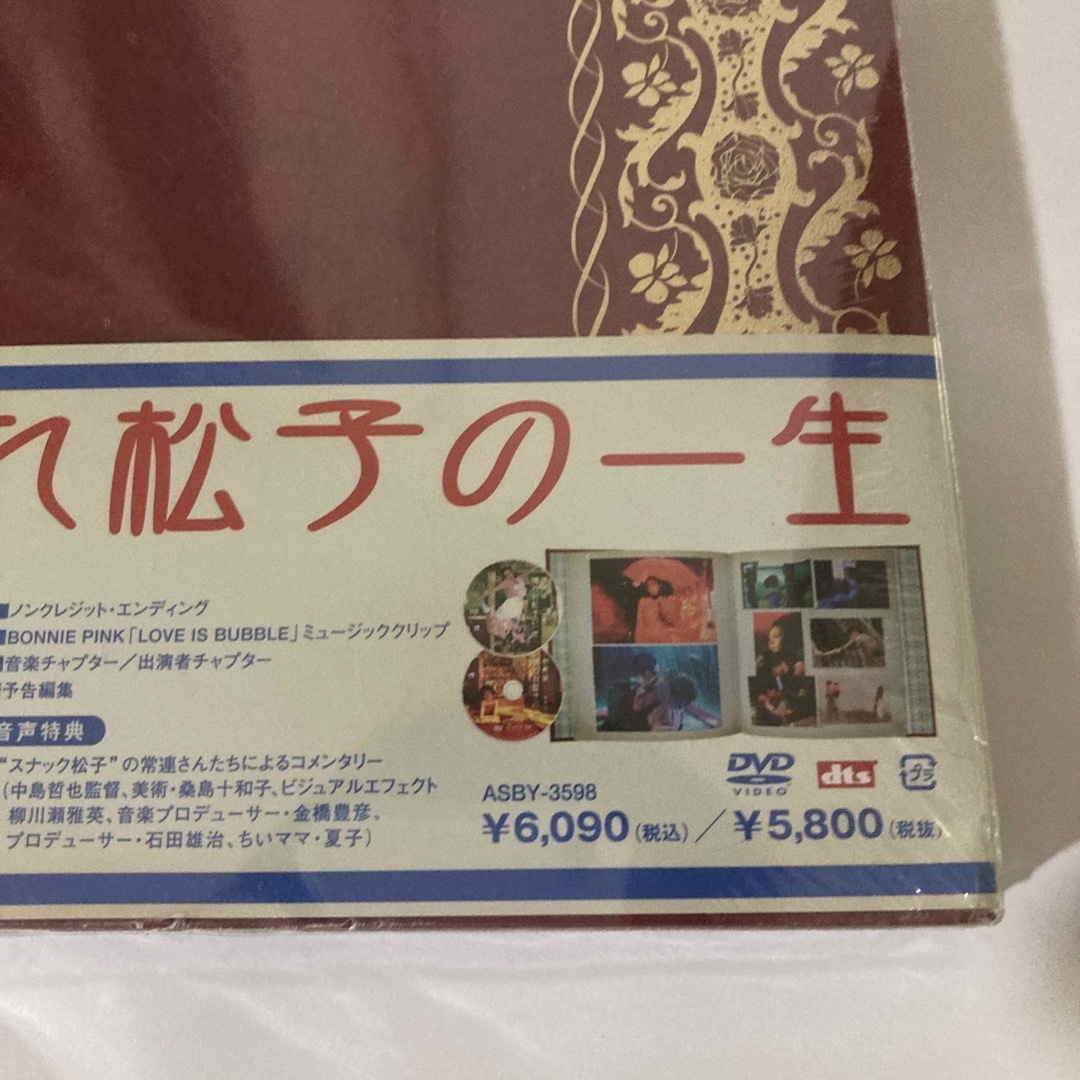 れ松子の一生
■ノンクレジット・エンディング
■BONNIE PINK「LOVE IS BUBBLE」ミュージッククリップ
■音楽チャプター／出演者チャプター
■予告編集
音声特典
“スナック松子”の常連さんたちによるコメンタリー
(中島哲也監督、美術・桑島十和子、ビジュアルエフェクト
柳川瀬雅英、音楽プロデューサー・金橋豊彦、
プロデューサー・石田雄治、ちいママ・夏子)
DVD VIDEO
dts
プラ
ASBY-3598
¥6,090(税込)／¥5,800(税抜)